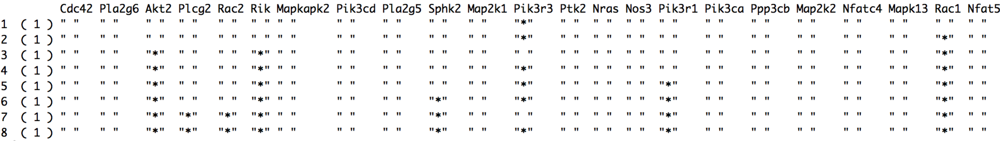 Cdc42 Pla2g6 Akt2 Plcg2 Rac2 Rik Mapkapk2 Pik3cd Pla2g5 Sphk2 Map2k1 Pik3r3 Ptk2 Nras Nos3 Pik3r1 Pik3ca Ppp3cb Map2k2 Nfatc4 Mapk13 Rac1 Nfat5
1 ( 1 ) " " " " " " " " " " " " " " " " " " " " " " "*" " " " " " " " " " " " " " " " " " " " " " "
2 ( 1 ) " " " " " " " " " " " " " " " " " " " " " " "*" " " " " " " " " " " " " " " " " " " "*" " "
3 ( 1 ) " " " " "*" " " " " "*" " " " " " " " " " " " " " " " " " " " " " " " " " " " " " " "*" " "
4 ( 1 ) " " " " "*" " " " " "*" " " " " " " " " " " "*" " " " " " " " " " " " " " " " " " " "*" " "
5 ( 1 ) " " " " "*" " " " " "*" " " " " " " " " " " "*" " " " " " " "*" " " " " " " " " " " "*" " "
6 ( 1 ) " " " " "*" " " " " "*" " " " " " " "*" " " "*" " " " " " " "*" " " " " " " " " " " "*" " "
7 ( 1 ) " " " " "*" "*" "*" "*" " " " " " " "*" " " " " " " " " " " "*" " " " " " " " " " " "*" " "
8 ( 1 ) " " " " "*" "*" "*" "*" " " " " " " "*" " " "*" " " " " " " "*" " " " " " " " " " " "*" " "